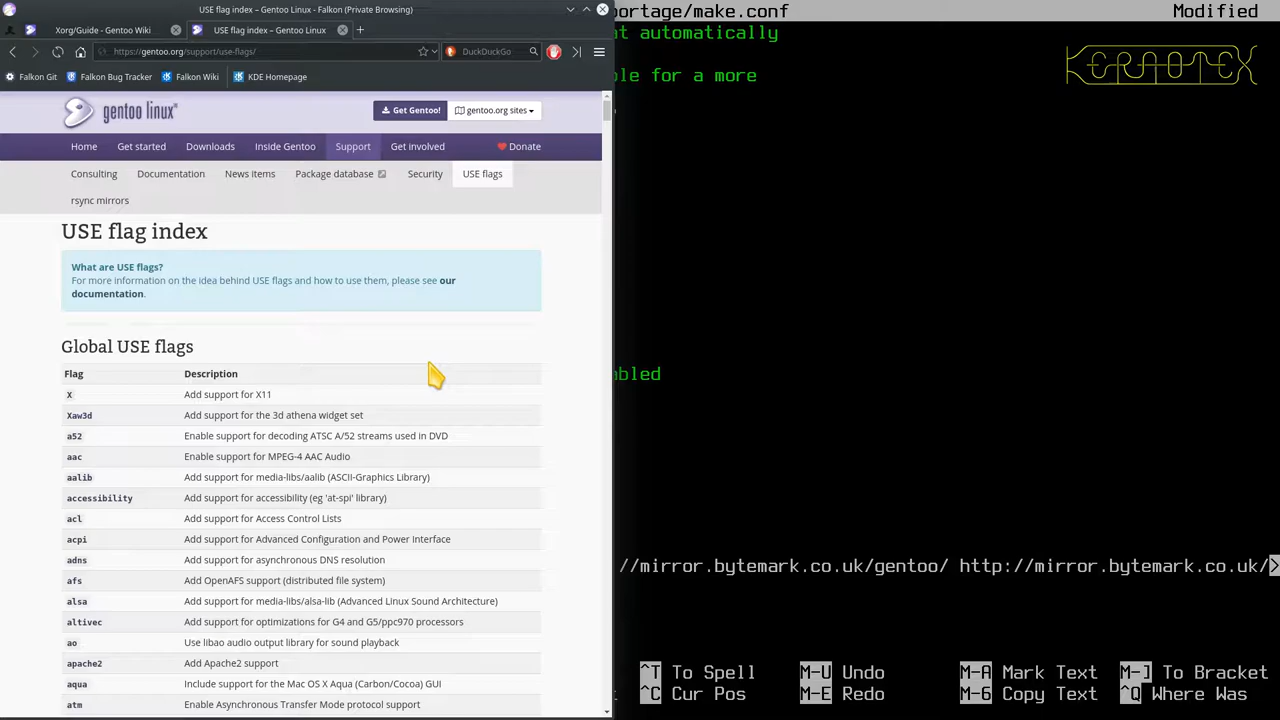 USE flag index – Gentoo Linux – Falkon (Private Browsing)
Xorg/Guide - Gentoo Wiki
USE flag index – Gentoo Linux
https://gentoo.org/support/use-flags/
DuckDuckGo
Falkon Git
Falkon Bug Tracker
Falkon Wiki
KDE Homepage
gentoo linux
Get Gentoo!
gentoo.org sites
Home Get started Downloads Inside Gentoo Support Get involved Donate
Consulting Documentation News items Package database Security USE flags
rsync mirrors
USE flag index
What are USE flags?
For more information on the idea behind USE flags and how to use them, please see our
documentation.
Global USE flags
Flag Description
X Add support for X11
Xaw3d Add support for the 3d athena widget set
a52 Enable support for decoding ATSC A/52 streams used in DVD
aac Enable support for MPEG-4 AAC Audio
aalib Add support for media-libs/aalib (ASCII-Graphics Library)
accessibility Add support for accessibility (eg 'at-spi' library)
acl Add support for Access Control Lists
acpi Add support for Advanced Configuration and Power Interface
adns Add support for asynchronous DNS resolution
afs Add OpenAFS support (distributed file system)
alsa Add support for media-libs/alsa-lib (Advanced Linux Sound Architecture)
altivec Add support for optimizations for G4 and G5/ppc970 processors
ao Use libao audio output library for sound playback
apache2 Add Apache2 support
aqua Include support for the Mac OS X Aqua (Carbon/Cocoa) GUI
atm Enable Asynchronous Transfer Mode protocol support
portage/make.conf Modified
nt automatically
ble for a more
KERAOTEX
bled
//mirror.bytemark.co.uk/gentoo/ http://mirror.bytemark.co.uk/>
^T To Spell M-U Undo M-A Mark Text M-] To Bracket
^C Cur Pos M-E Redo M-6 Copy Text ^Q Where Was